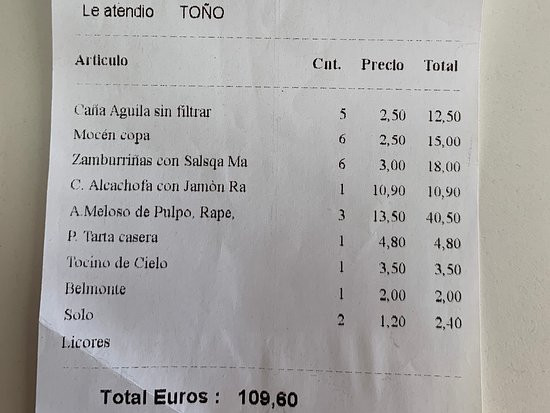 Le atendio TOÑO
Articulo Cnt. Precio Total
Caña Aguila sin filtrar 5 2,50 12,50
Mocén copa 6 2,50 15,00
Zamburriñas con Salsqa Ma 6 3,00 18,00
C. Alcachofa con Jamón Ra 1 10,90 10,90
A.Meloso de Pulpo, Rape, 3 13,50 40,50
P. Tarta casera 1 4,80 4,80
Tocino de Cielo 1 3,50 3,50
Belmonte 1 2,00 2,00
Solo 2 1,20 2,40
Licores
Total Euros : 109,60